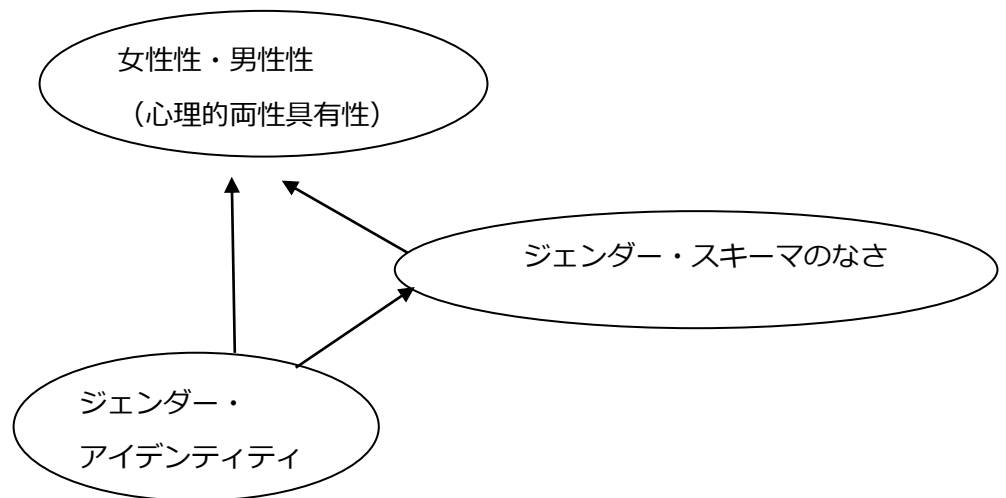 女性性・男性性
（心理的両性具有性）
ジェンダー・スキーマのなさ
ジェンダー・
アイデンティティ